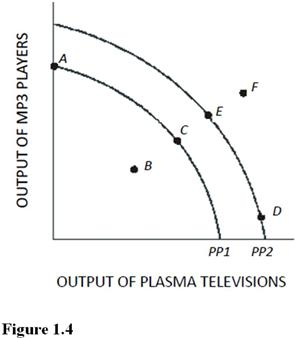 OUTPUT OF MP3 PLAYERS
A
F
E
C
B
D
PP1 PP2
OUTPUT OF PLASMA TELEVISIONS
Figure 1.4